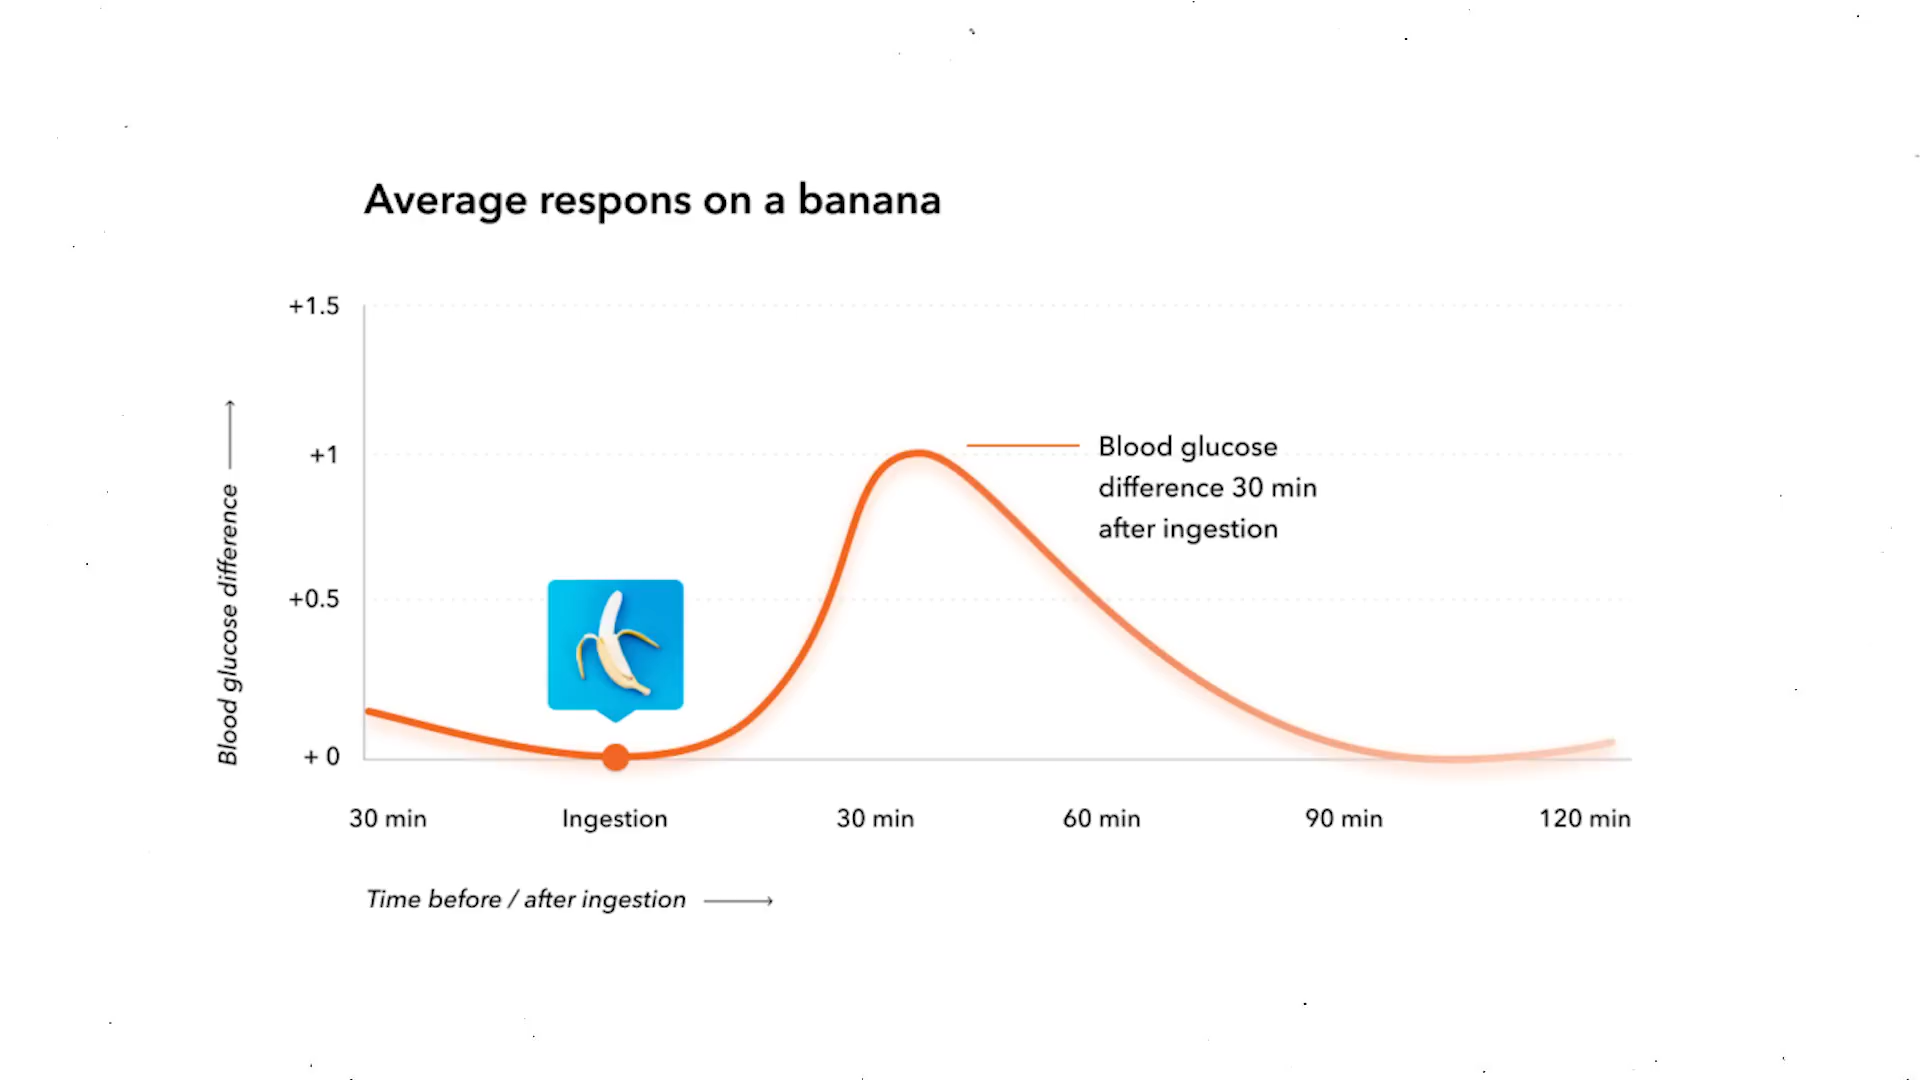 Average respons on a banana
+1.5
+1
+0.5
+ 0
Blood glucose difference
Blood glucose
difference 30 min
after ingestion
30 min
Ingestion
30 min
60 min
90 min
120 min
Time before / after ingestion